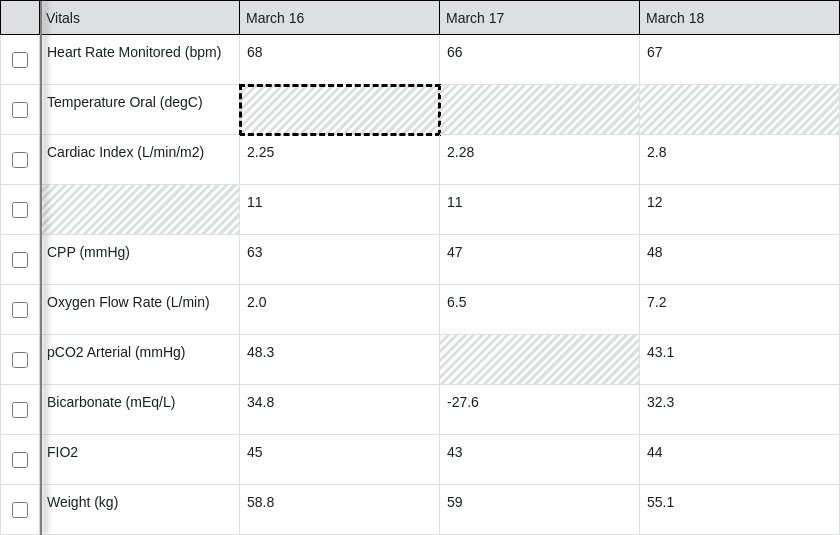 Vitals March 16 March 17 March 18
Heart Rate Monitored (bpm) 68 66 67
Temperature Oral (degC)
Cardiac Index (L/min/m2) 2.25 2.28 2.8
11 11 12
CPP (mmHg) 63 47 48
Oxygen Flow Rate (L/min) 2.0 6.5 7.2
pCO2 Arterial (mmHg) 48.3 43.1
Bicarbonate (mEq/L) 34.8 -27.6 32.3
FIO2 45 43 44
Weight (kg) 58.8 59 55.1